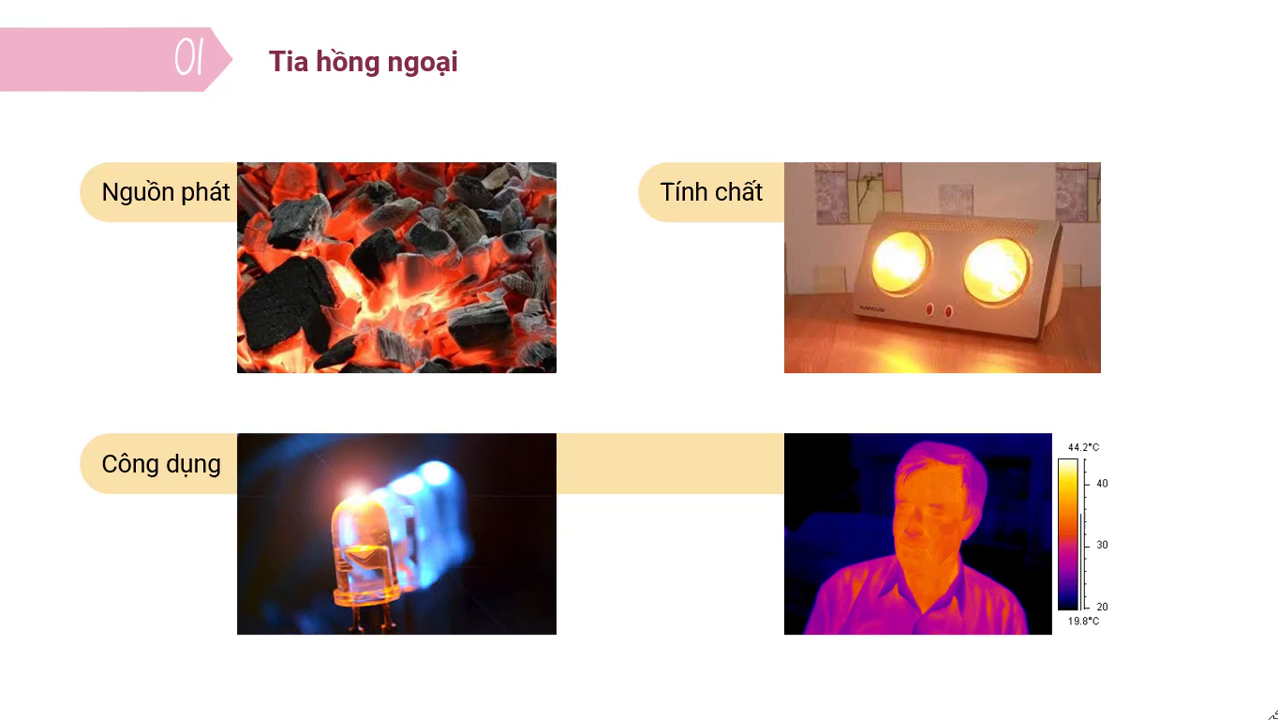 01
Tia hồng ngoại
Nguồn phát
Tính chất
Công dụng
44.2°C
40
30
20
19.8°C